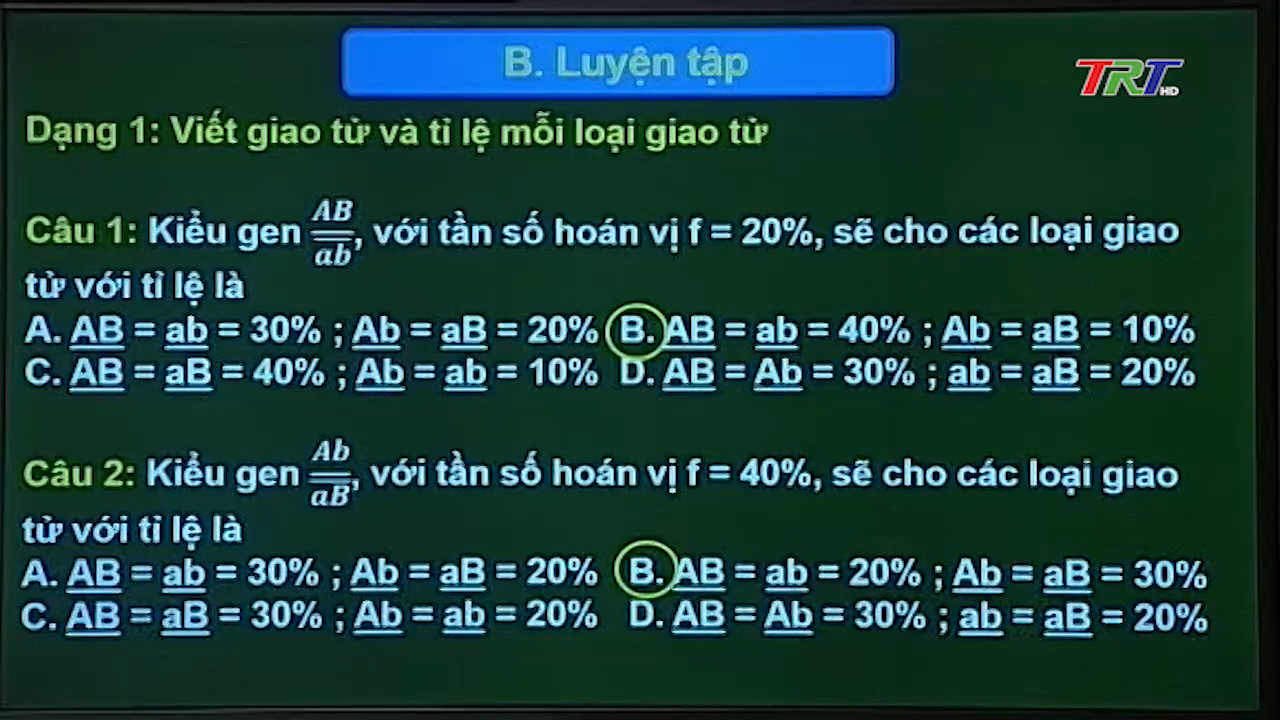 B. Luyện tập
TRT HD
Dạng 1: Viết giao tử và tỉ lệ mỗi loại giao tử
Câu 1: Kiểu gen AB/ab, với tần số hoán vị f = 20%, sẽ cho các loại giao
tử với tỉ lệ là
A. AB = ab = 30% ; Ab = aB = 20% B. AB = ab = 40% ; Ab = aB = 10%
C. AB = aB = 40% ; Ab = ab = 10% D. AB = Ab = 30% ; ab = aB = 20%
Câu 2: Kiểu gen Ab/aB, với tần số hoán vị f = 40%, sẽ cho các loại giao
tử với tỉ lệ là
A. AB = ab = 30% ; Ab = aB = 20% B. AB = ab = 20% ; Ab = aB = 30%
C. AB = aB = 30% ; Ab = ab = 20% D. AB = Ab = 30% ; ab = aB = 20%